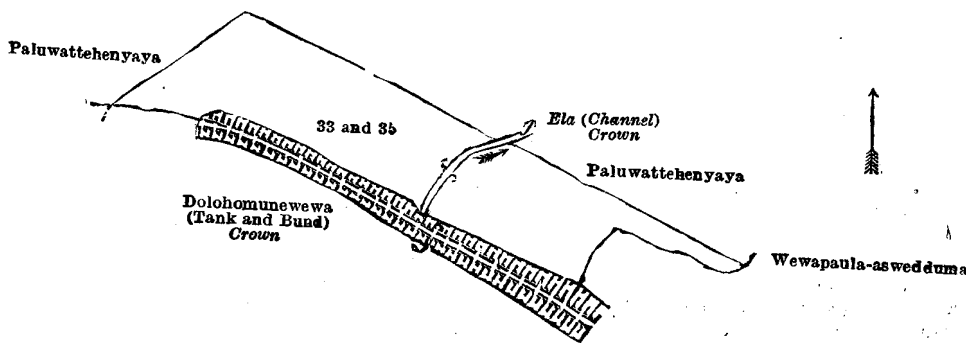 Paluwattehenyaya
33 and 35
Ela (Channel)
Crown
Paluwattehenyaya
Dolohomunewewa
(Tank and Bund)
Crown
Wewapaula-aswedduma